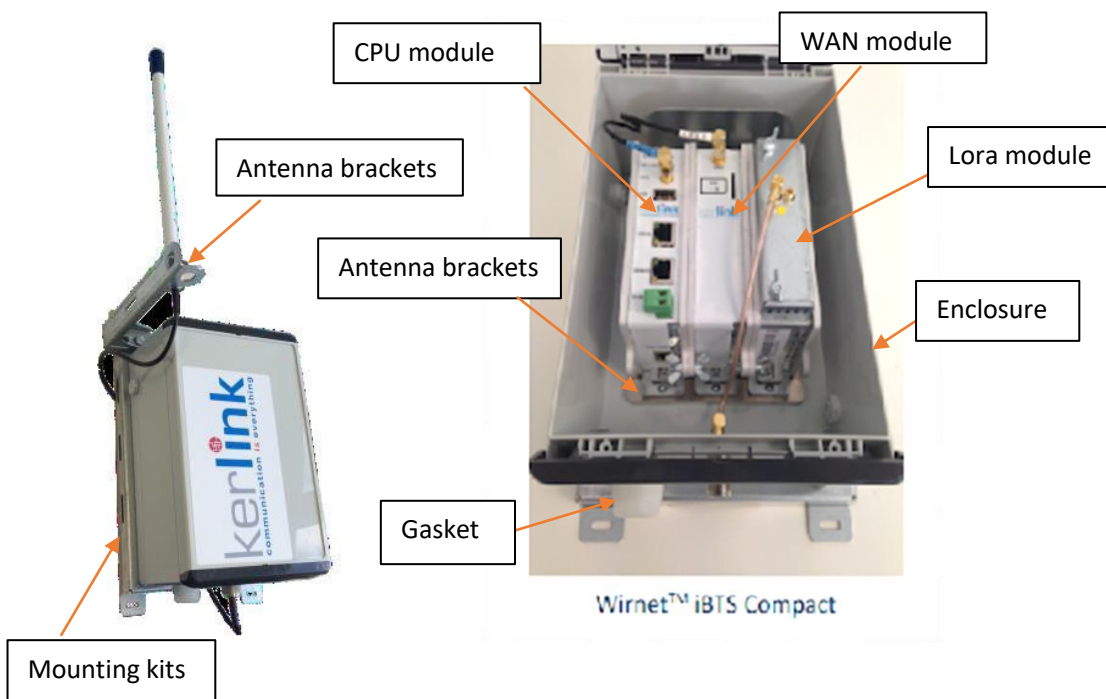 CPU module
WAN module
Antenna brackets
Lora module
Antenna brackets
Enclosure
kerlink
communication is everything
Gasket
Wirnet™ iBTS Compact
Mounting kits